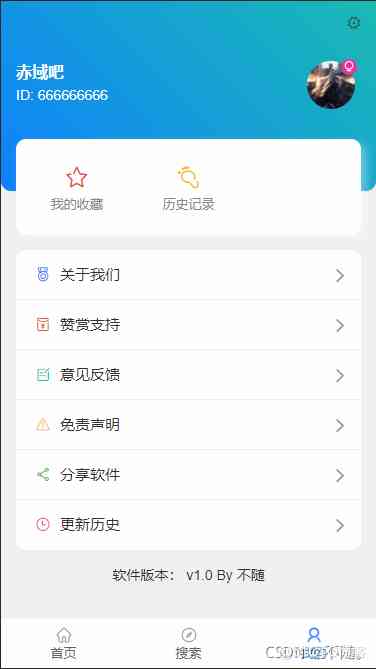 赤域吧
ID: 666666666
我的收藏
历史记录
关于我们
赞赏支持
意见反馈
免责声明
分享软件
更新历史
软件版本： v1.0 By 不随
首页
搜索
CSDN @不随。